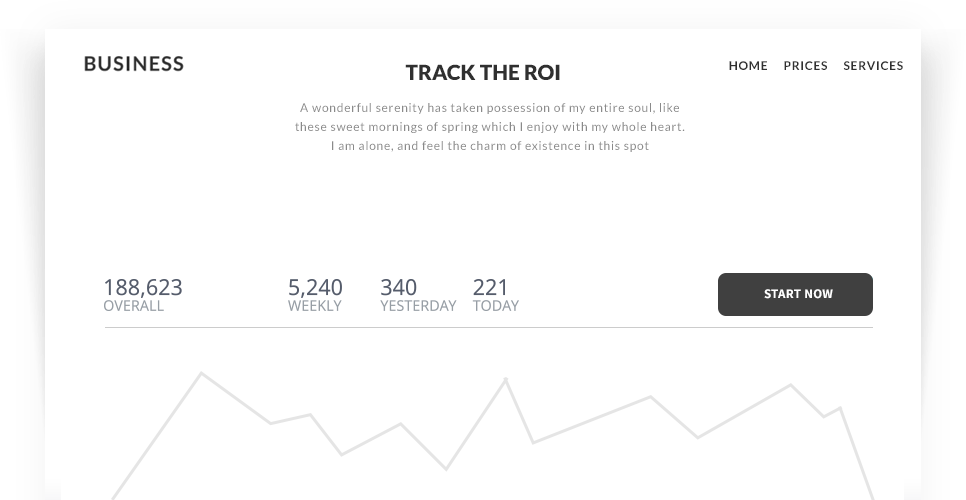 BUSINESS
TRACK THE ROI
HOME PRICES SERVICES
A wonderful serenity has taken possession of my entire soul, like
these sweet mornings of spring which I enjoy with my whole heart.
I am alone, and feel the charm of existence in this spot
188,623 5,240 340 221
OVERALL WEEKLY YESTERDAY TODAY
START NOW